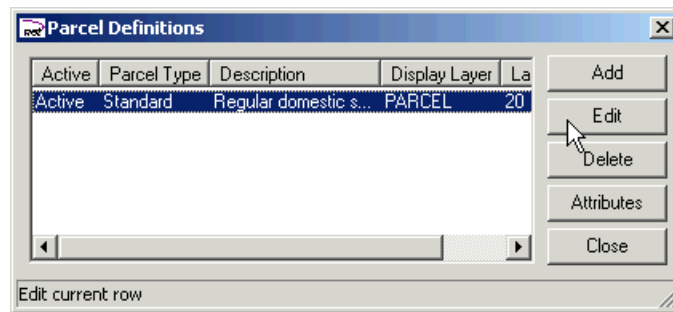 Parcel Definitions
Active Parcel Type Description Display Layer La
Active Standard Regular domestic s... PARCEL 20
Add
Edit
Delete
Attributes
Close
Edit current row